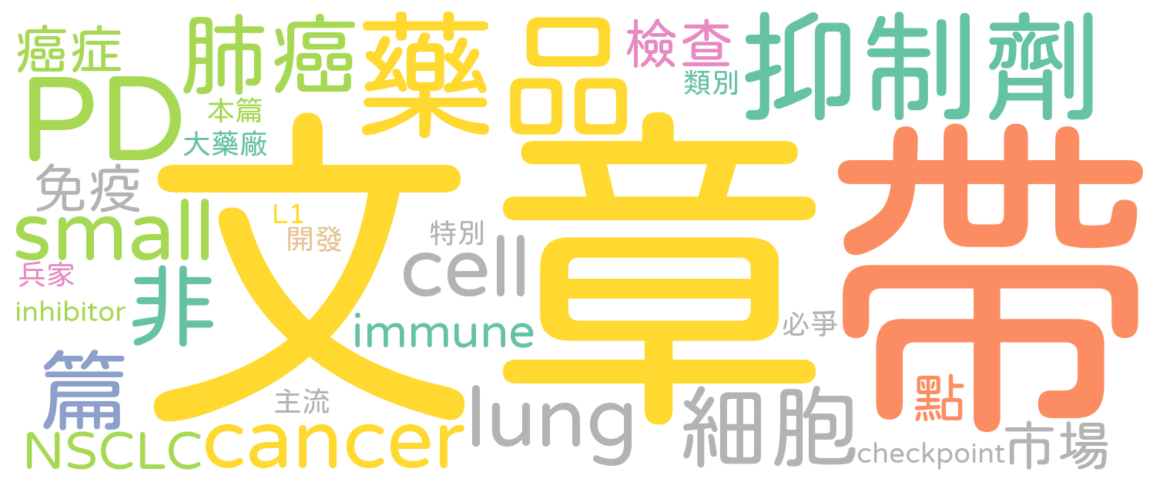 癌症
肺癌
藥品
檢查
抑制劑
PD
本篇
類別
大藥廠
文章
帶
免疫
small
L1
開發
特別
cell
兵家
非
inhibitor
immune
必爭
篇
主流
lung
細胞
點
NSCLC
cancer
checkpoint
市場